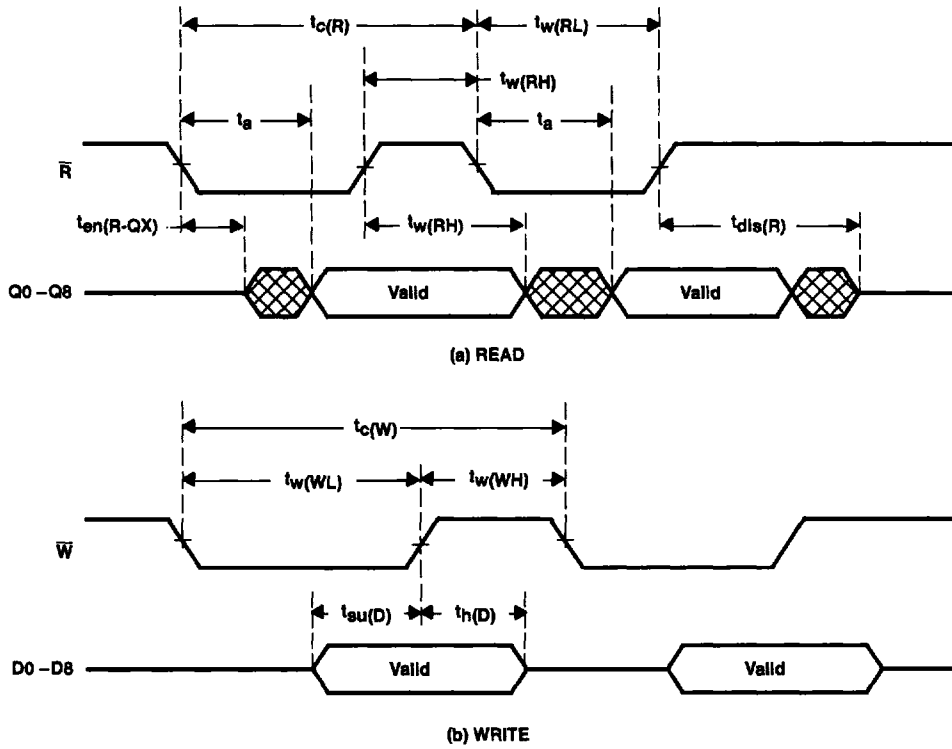 tc(R) tw(RL)
tw(RH)
ta ta
R̅
ten(R-QX) tw(RH) tdis(R)
Q0–Q8 Valid Valid
(a) READ
tc(W)
tw(WL) tw(WH)
W̅
tsu(D) th(D)
D0–D8 Valid Valid
(b) WRITE